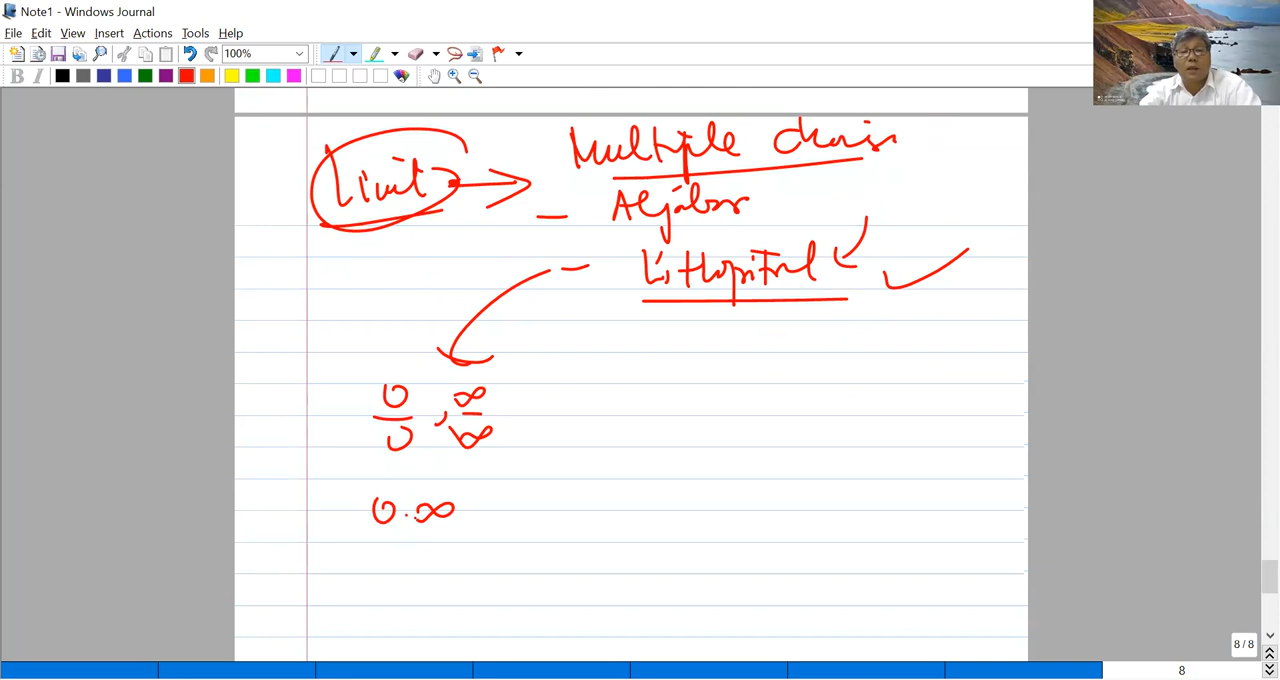 Note1 - Windows Journal
File Edit View Insert Actions Tools Help
100%
B I
Limit → Multiple choice
- Aljabar
- L'Hopital ✓
0/0 , ∞/∞
0.∞
8 / 8
8